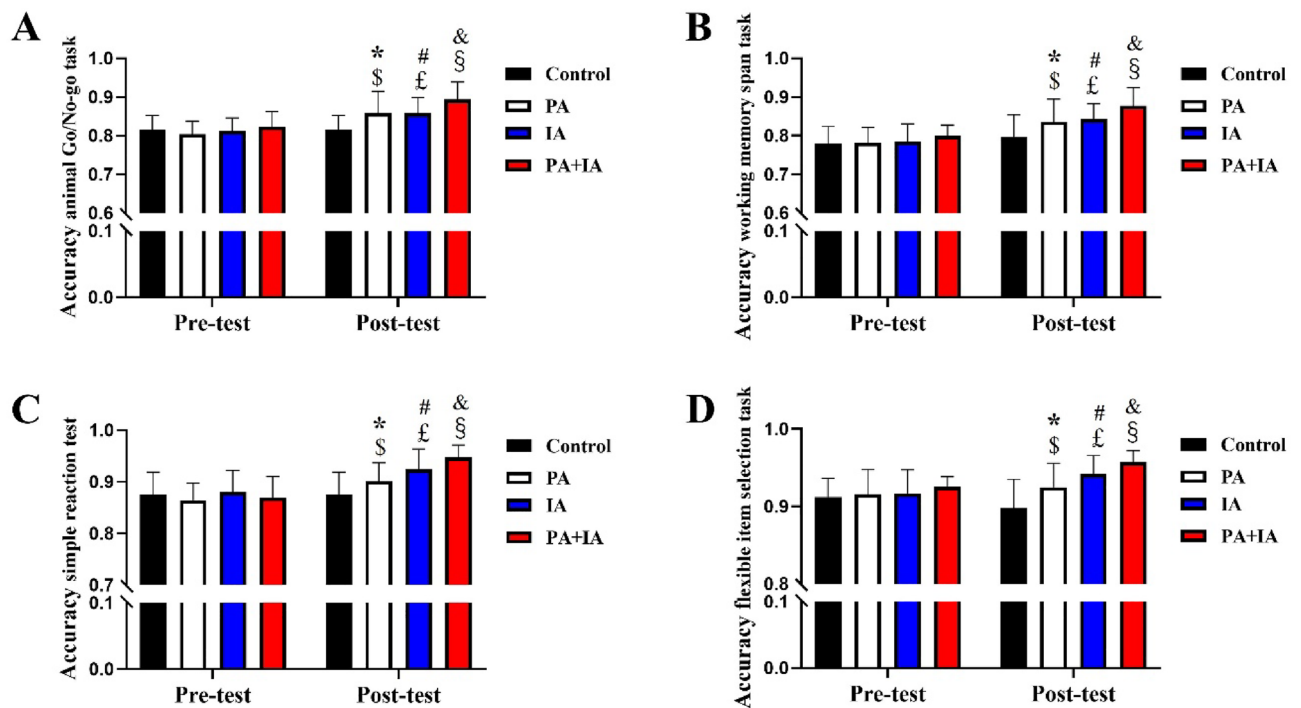 A
Accuracy animal Go/No-go task
1.0
0.9
0.8
0.7
0.6
0.1
0.0
* # &
$ £ §
Pre-test Post-test
Control
PA
IA
PA+IA
B
Accuracy working memory span task
1.0
0.9
0.8
0.7
0.6
0.1
0.0
* # &
$ £ §
Pre-test Post-test
Control
PA
IA
PA+IA
C
Accuracy simple reaction test
1.0
0.9
0.8
0.7
0.1
0.0
* # &
$ £ §
Pre-test Post-test
Control
PA
IA
PA+IA
D
Accuracy flexible item selection task
1.0
0.9
0.8
0.1
0.0
* # &
$ £ §
Pre-test Post-test
Control
PA
IA
PA+IA